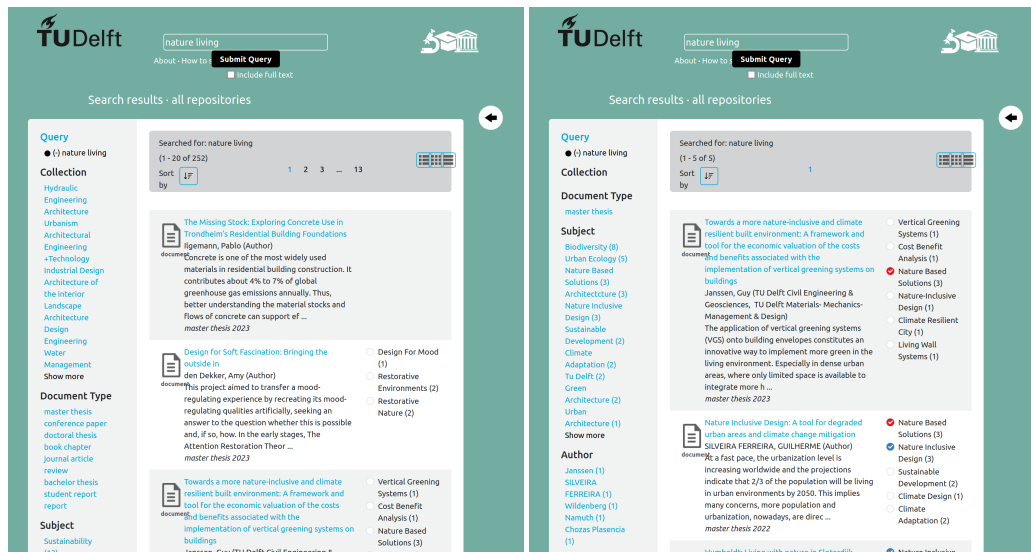 TUDelft
nature living
About · How to s
Submit Query
Include full text
Search results · all repositories
Query
(-) nature living
Collection
Hydraulic
Engineering
Architecture
Urbanism
Architectural
Engineering
+Technology
Industrial Design
Architecture of
the interior
Landscape
Architecture
Design
Engineering
Water
Management
Show more
Document Type
master thesis
conference paper
doctoral thesis
book chapter
journal article
review
bachelor thesis
student report
report
Subject
Sustainability
Searched for: nature living
(1 - 20 of 252)
Sort
by
1 2 3 ... 13
document
The Missing Stock: Exploring Concrete Use in
Trondheim's Residential Building Foundations
Ilgemann, Pablo (Author)
Concrete is one of the most widely used
materials in residential building construction. It
contributes about 4% to 7% of global
greenhouse gas emissions annually. Thus,
better understanding the material stocks and
flows of concrete can support ef ...
master thesis 2023
document
Design for Soft Fascination: Bringing the
outside in
den Dekker, Amy (Author)
This project aimed to transfer a mood-
regulating experience by recreating its mood-
regulating qualities artificially, seeking an
answer to the question whether this is possible
and, if so, how. In the early stages, The
Attention Restoration Theor ...
master thesis 2023
Design For Mood
(1)
Restorative
Environments (2)
Restorative
Nature (2)
document
Towards a more nature-inclusive and climate
resilient built environment: A framework and
tool for the economic valuation of the costs
and benefits associated with the
implementation of vertical greening systems on
buildings
Janssen, Guy (TU Delft Civil Engineering &
Vertical Greening
Systems (1)
Cost Benefit
Analysis (1)
Nature Based
Solutions (3)
TUDelft
nature living
About · How to s
Submit Query
Include full text
Search results · all repositories
Query
(-) nature living
Collection
Document Type
master thesis
Subject
Biodiversity (8)
Urban Ecology (5)
Nature Based
Solutions (3)
Architectcture (3)
Nature Inclusive
Design (3)
Sustainable
Development (2)
Climate
Adaptation (2)
Tu Delft (2)
Green
Architecture (2)
Urban
Architecture (1)
Show more
Author
Janssen (1)
SILVEIRA
FERREIRA (1)
Wildenberg (1)
Namuth (1)
Chozas Plasencia
(1)
Searched for: nature living
(1 - 5 of 5)
Sort
by
1
document
Towards a more nature-inclusive and climate
resilient built environment: A framework and
tool for the economic valuation of the costs
and benefits associated with the
implementation of vertical greening systems on
buildings
Janssen, Guy (TU Delft Civil Engineering &
Geosciences, TU Delft Materials- Mechanics-
Management & Design)
The application of vertical greening systems
(VGS) onto building envelopes constitutes an
innovative way to implement more green in the
living environment. Especially in dense urban
areas, where only limited space is available to
integrate more h ...
master thesis 2023
Vertical Greening
Systems (1)
Cost Benefit
Analysis (1)
Nature Based
Solutions (3)
Nature-Inclusive
Design (1)
Climate Resilient
City (1)
Living Wall
Systems (1)
document
Nature Inclusive Design: A tool for degraded
urban areas and climate change mitigation
SILVEIRA FERREIRA, GUILHERME (Author)
At a fast pace, the urbanization level is
increasing worldwide and the projections
indicate that 2/3 of the population will be living
in urban environments by 2050. This implies
many concerns, more population and
urbanization, nowadays, are direc ...
master thesis 2022
Nature Based
Solutions (3)
Nature Inclusive
Design (3)
Sustainable
Development (2)
Climate Design (1)
Climate
Adaptation (2)